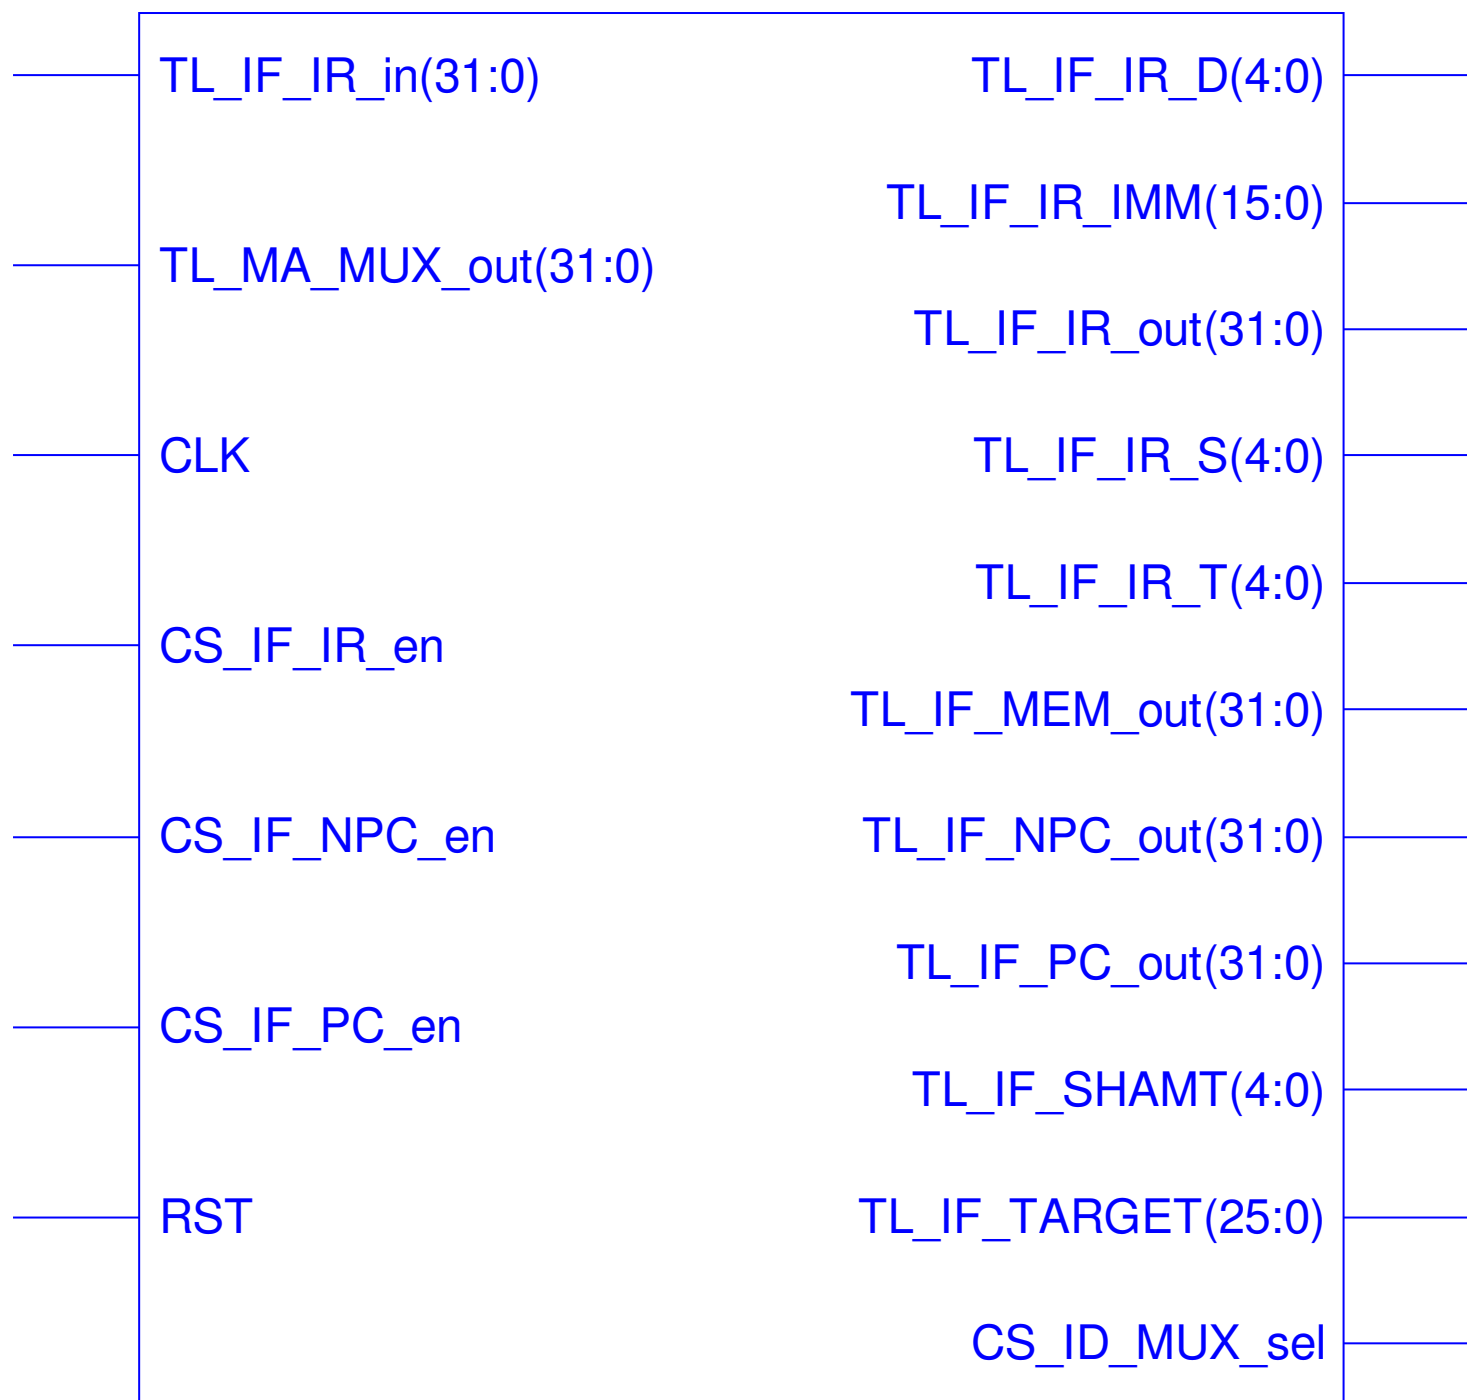 TL_IF_IR_in(31:0)
TL_MA_MUX_out(31:0)
CLK
CS_IF_IR_en
CS_IF_NPC_en
CS_IF_PC_en
RST
TL_IF_IR_D(4:0)
TL_IF_IR_IMM(15:0)
TL_IF_IR_out(31:0)
TL_IF_IR_S(4:0)
TL_IF_IR_T(4:0)
TL_IF_MEM_out(31:0)
TL_IF_NPC_out(31:0)
TL_IF_PC_out(31:0)
TL_IF_SHAMT(4:0)
TL_IF_TARGET(25:0)
CS_ID_MUX_sel